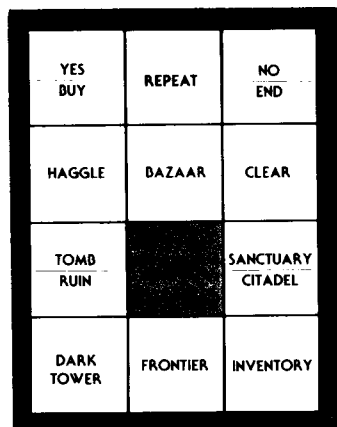 YES
BUY
REPEAT
NO
END
HAGGLE
BAZAAR
CLEAR
TOMB
RUIN
SANCTUARY
CITADEL
DARK
TOWER
FRONTIER
INVENTORY